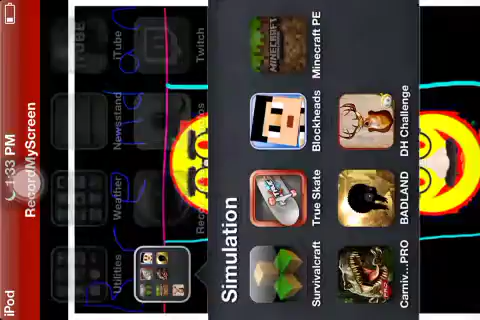 iPod 1:33 PM
RecordMyScreen
Utilities Weather Newsstand iTube
Twitch
Simulation
MINECRAFT
Survivalcraft True Skate Blockheads Minecraft PE
Carniv...PRO BADLAND DH Challenge